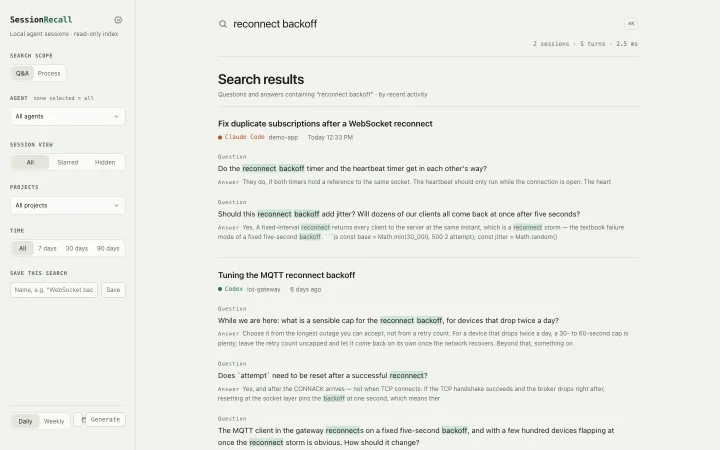 SessionRecall
Local agent sessions · read-only index
SEARCH SCOPE
Q&A Process
AGENT none selected = all
All agents
SESSION VIEW
All Starred Hidden
PROJECTS
All projects
TIME
All 7 days 30 days 90 days
SAVE THIS SEARCH
Name, e.g. "WebSocket bac Save
Daily Weekly Generate
reconnect backoff ⌘K
2 sessions · 5 turns · 2.5 ms
Search results
Questions and answers containing "reconnect backoff" · by recent activity
Fix duplicate subscriptions after a WebSocket reconnect
Claude Code demo-app Today 12:33 PM
Question
Do the reconnect backoff timer and the heartbeat timer get in each other's way?
Answer They do, if both timers hold a reference to the same socket. The heartbeat should only run while the connection is open: The heart
Question
Should this reconnect backoff add jitter? Will dozens of our clients all come back at once after five seconds?
Answer Yes. A fixed-interval reconnect returns every client to the server at the same instant, which is a reconnect storm — the textbook failure
mode of a fixed five-second backoff. ```js const base = Math.min(30_000, 500 2 attempt); const jitter = Math.random()
Tuning the MQTT reconnect backoff
Codex iot-gateway 6 days ago
Question
While we are here: what is a sensible cap for the reconnect backoff, for devices that drop twice a day?
Answer Choose it from the longest outage you can accept, not from a retry count. For a device that drops twice a day, a 30- to 60-second cap is
plenty; leave the retry count uncapped and let it come back on its own once the network recovers. Beyond that, something on
Question
Does `attempt` need to be reset after a successful reconnect?
Answer Yes, and after the CONNACK arrives — not when TCP connects: if the TCP handshake succeeds and the broker drops right after,
resetting at the socket layer pins the backoff at one second, which means ther
Question
The MQTT client in the gateway reconnects on a fixed five-second backoff, and with a few hundred devices flapping at
once the reconnect storm is obvious. How should it change?